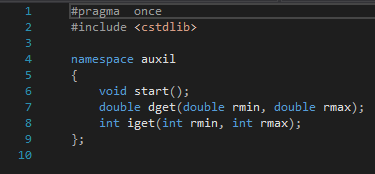 1 #pragma  once
2 #include <cstdlib>
3
4 namespace auxil
5 {
6     void start();
7     double dget(double rmin, double rmax);
8     int iget(int rmin, int rmax);
9 };
10